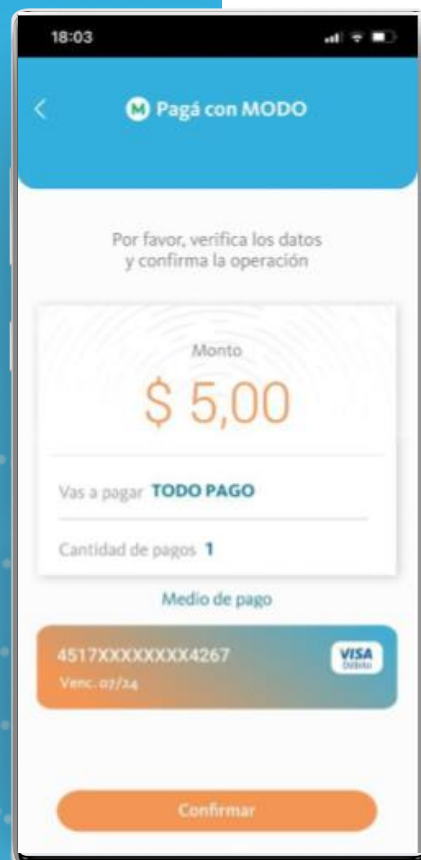 18:03
M Pagá con MODO
Por favor, verifica los datos
y confirma la operación
Monto
$ 5,00
Vas a pagar TODO PAGO
Cantidad de pagos 1
Medio de pago
4517XXXXXXXX4267
VISA
Débito
Venc. 07/24
Confirmar